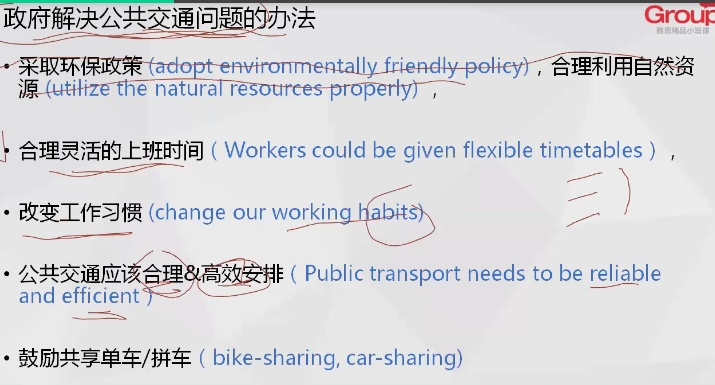 政府解决公共交通问题的办法
Group
雅思精品小班课
• 采取环保政策 (adopt environmentally friendly policy)，合理利用自然资
源 (utilize the natural resources properly) ，
• 合理灵活的上班时间（ Workers could be given flexible timetables ），
• 改变工作习惯 (change our working habits)
• 公共交通应该合理&高效安排（ Public transport needs to be reliable
and efficient ）
• 鼓励共享单车/拼车（ bike-sharing, car-sharing)